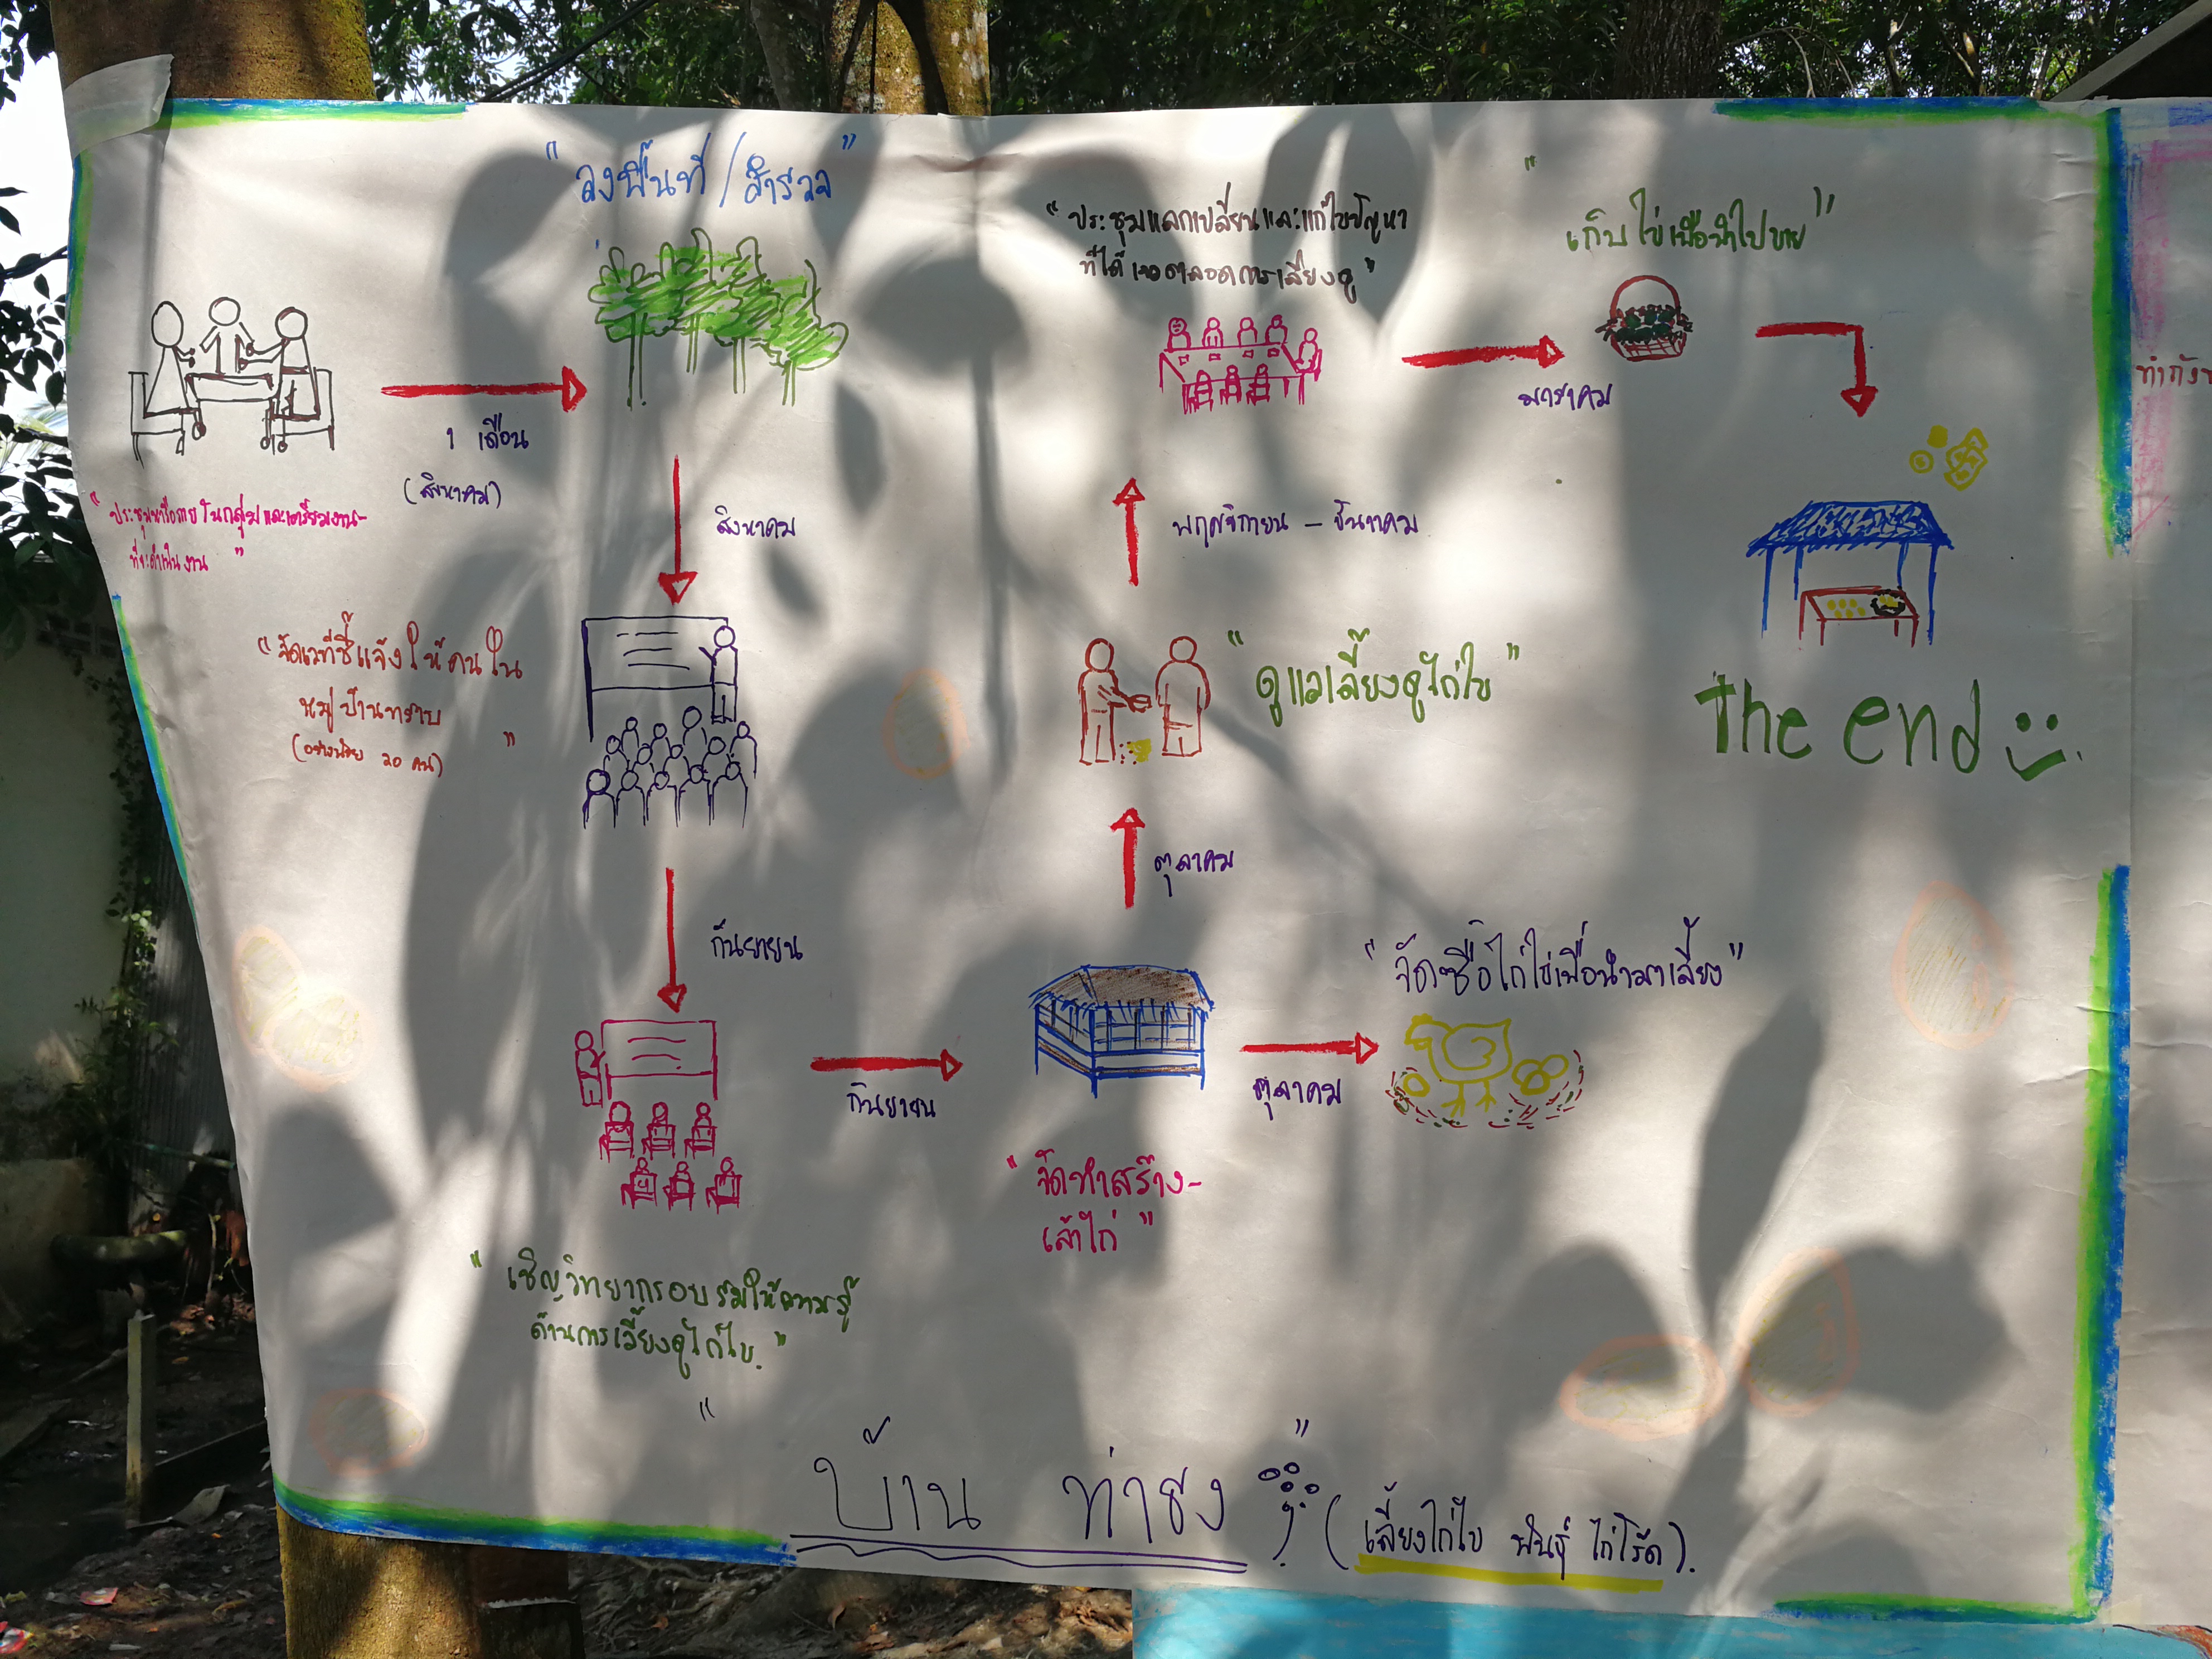 "ลงพื้นที่/สำรวจ"
1 เดือน
(สิงหาคม)
"ประชุมหารือภายในกลุ่มและเตรียมงาน-
ที่จะดำเนินงาน"
สิงหาคม
"จัดเวทีชี้แจ้งให้คนใน
หมู่บ้านทราบ
(อย่างน้อย 20 คน)"
กันยายน
"เชิญวิทยากรอบรมให้ความรู้
ด้านการเลี้ยงดูไก่ไข่."
กันยายน
"จัดทำสร้าง-
เล้าไก่"
ตุลาคม
"จัดซื้อไก่ไข่เพื่อนำมาเลี้ยง"
ตุลาคม
"ดูแลเลี้ยงดูไก่ไข่"
พฤศจิกายน - ธันวาคม
"ประชุมแลกเปลี่ยนและแก้ไขปัญหา
ที่ได้เจอตลอดการเลี้ยงดู"
มกราคม
"เก็บไข่เพื่อนำไปขาย"
The end
"บ้าน ท่าธง"
(เลี้ยงไก่ไข่ พันธุ์ ไก่โร๊ด).